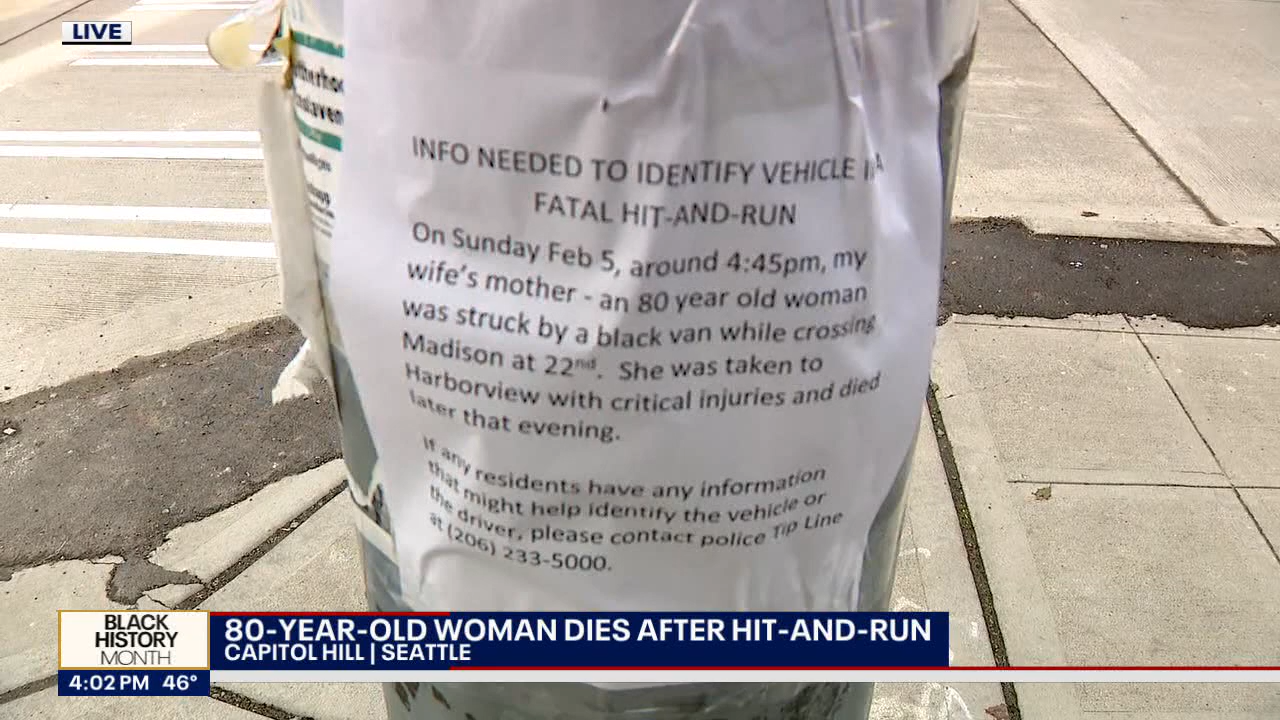 LIVE
INFO NEEDED TO IDENTIFY VEHICLE
FATAL HIT-AND-RUN
On Sunday Feb 5, around 4:45pm, my
wife's mother - an 80 year old woman
was struck by a black van while crossing
Madison at 22nd. She was taken to
Harborview with critical injuries and died
later that evening.
If any residents have any information
that might help identify the vehicle or
the driver, please contact police Tip Line
at (206) 233-5000.
BLACK
HISTORY
MONTH
80-YEAR-OLD WOMAN DIES AFTER HIT-AND-RUN
CAPITOL HILL | SEATTLE
4:02 PM 46°